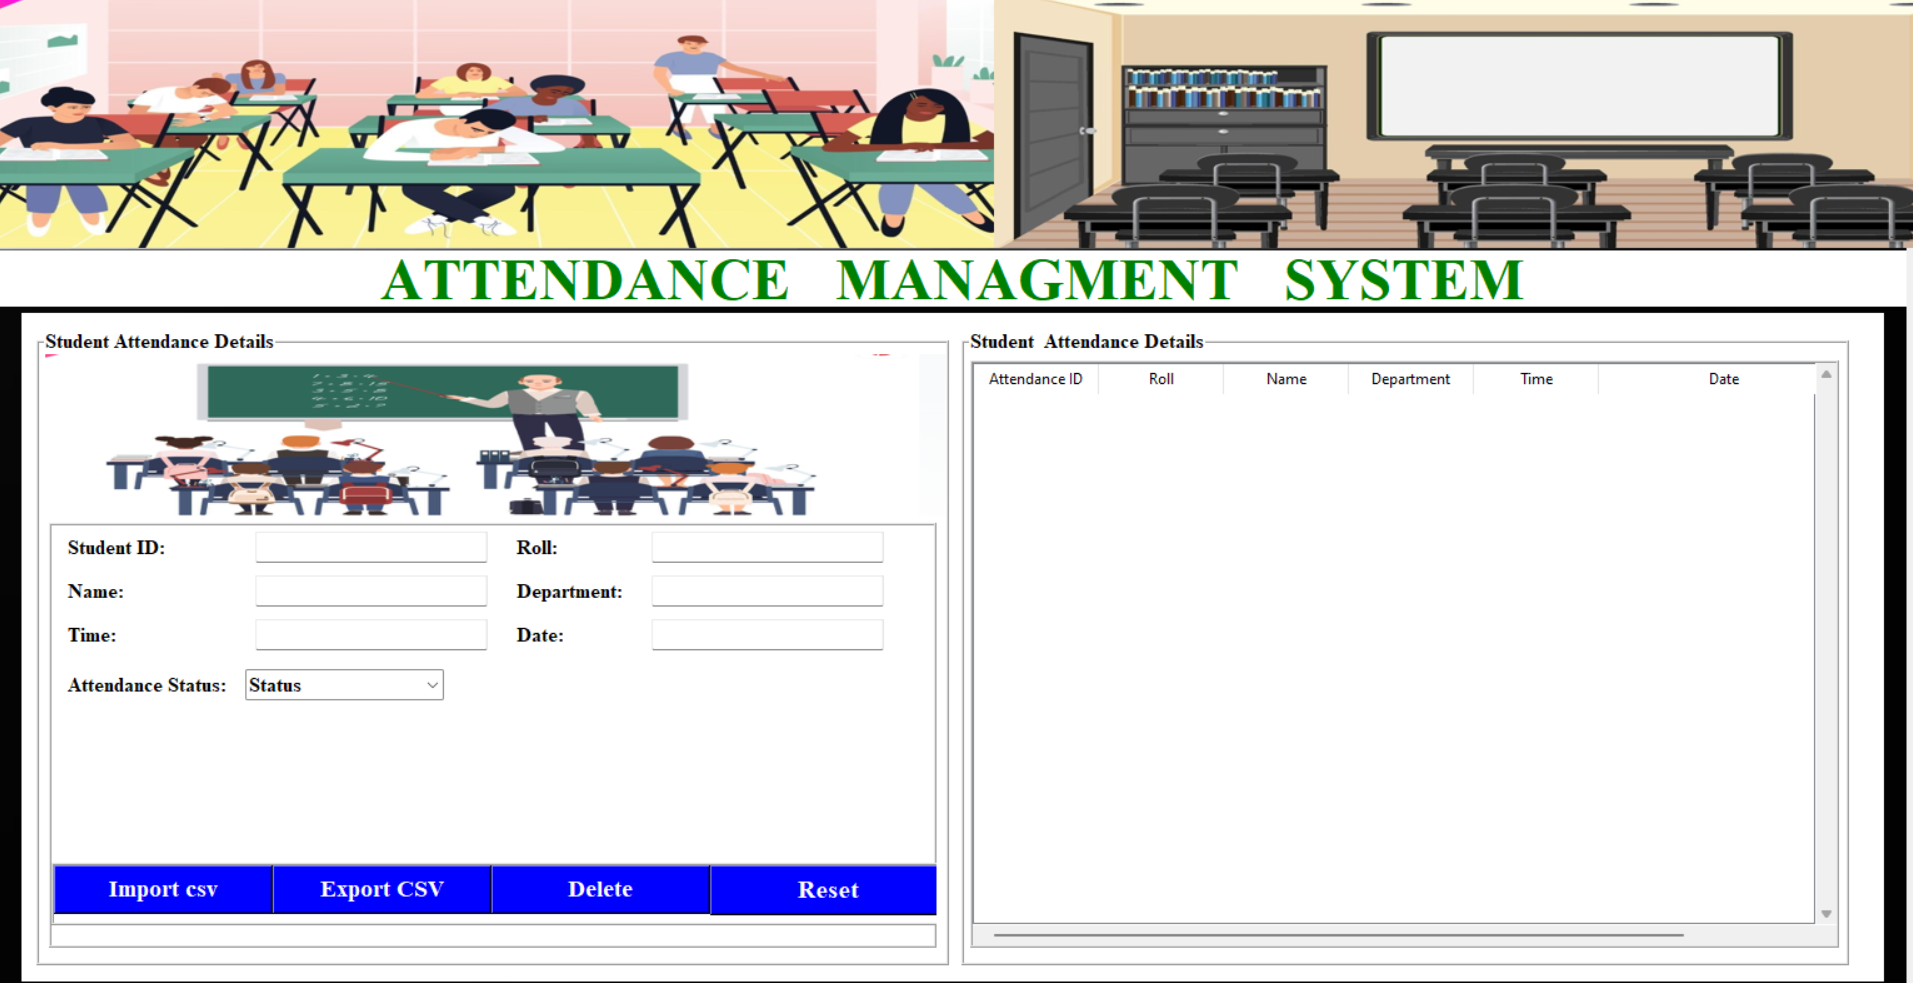 ATTENDANCE MANAGMENT SYSTEM
Student Attendance Details
Student ID:
Roll:
Name:
Department:
Time:
Date:
Attendance Status:
Status
Import csv
Export CSV
Delete
Reset
Student Attendance Details
Attendance ID Roll Name Department Time Date